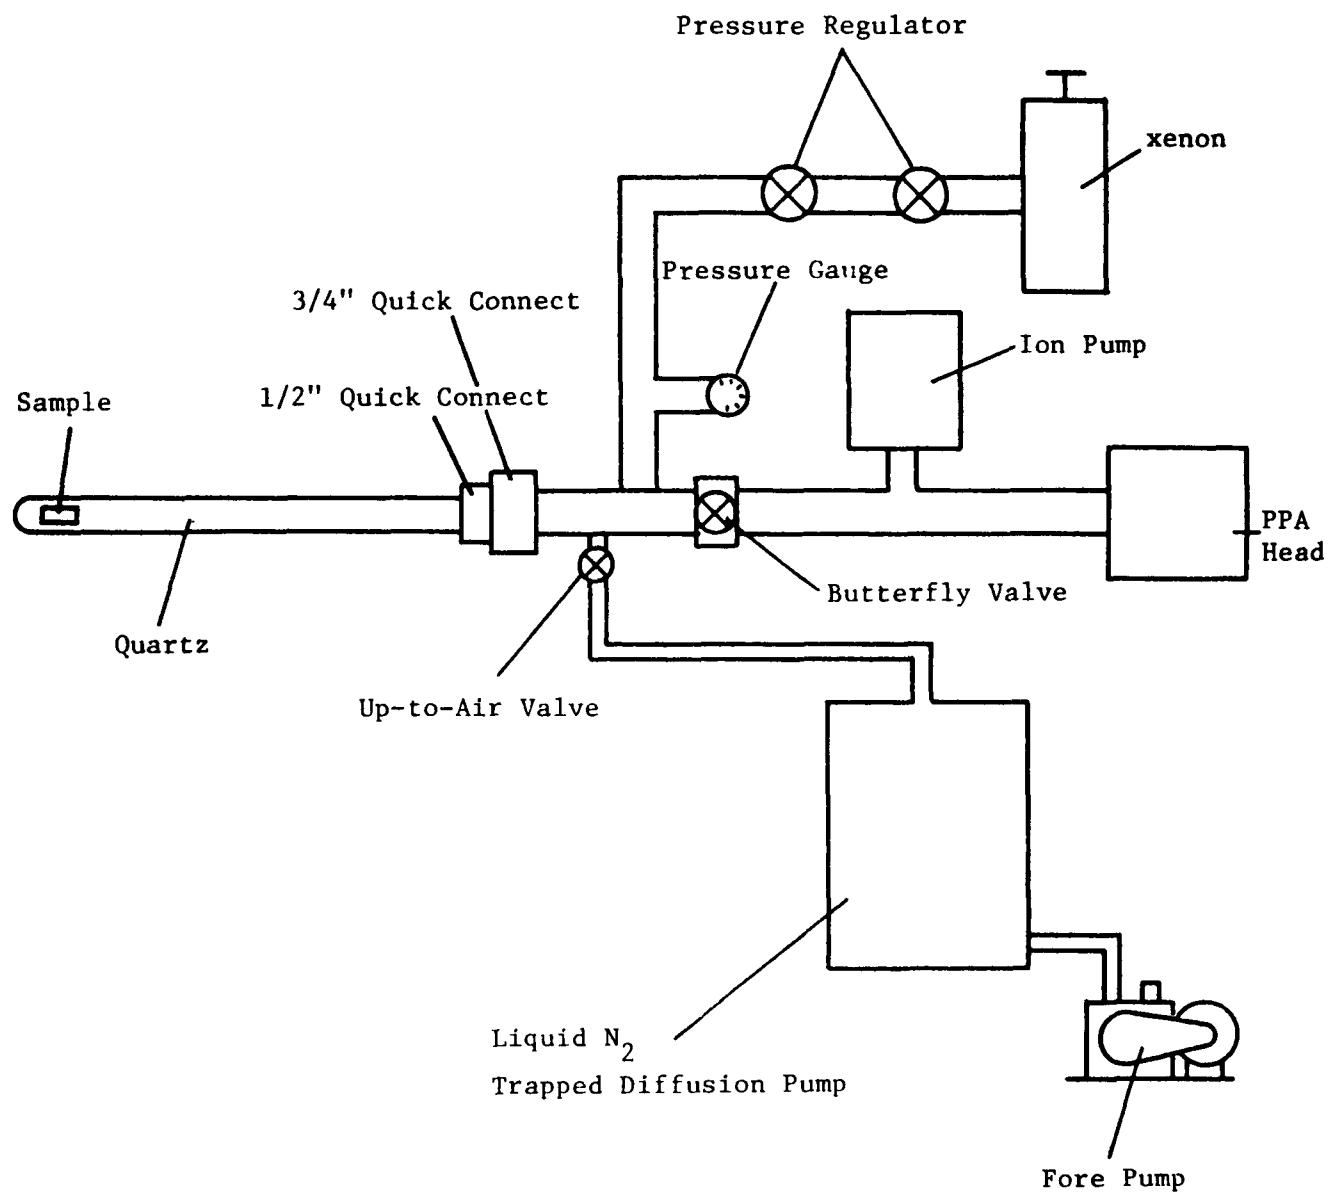 Pressure Regulator
xenon
Pressure Gauge
3/4" Quick Connect
Ion Pump
1/2" Quick Connect
Sample
PPA
Head
Butterfly Valve
Quartz
Up-to-Air Valve
Liquid N2
Trapped Diffusion Pump
Fore Pump